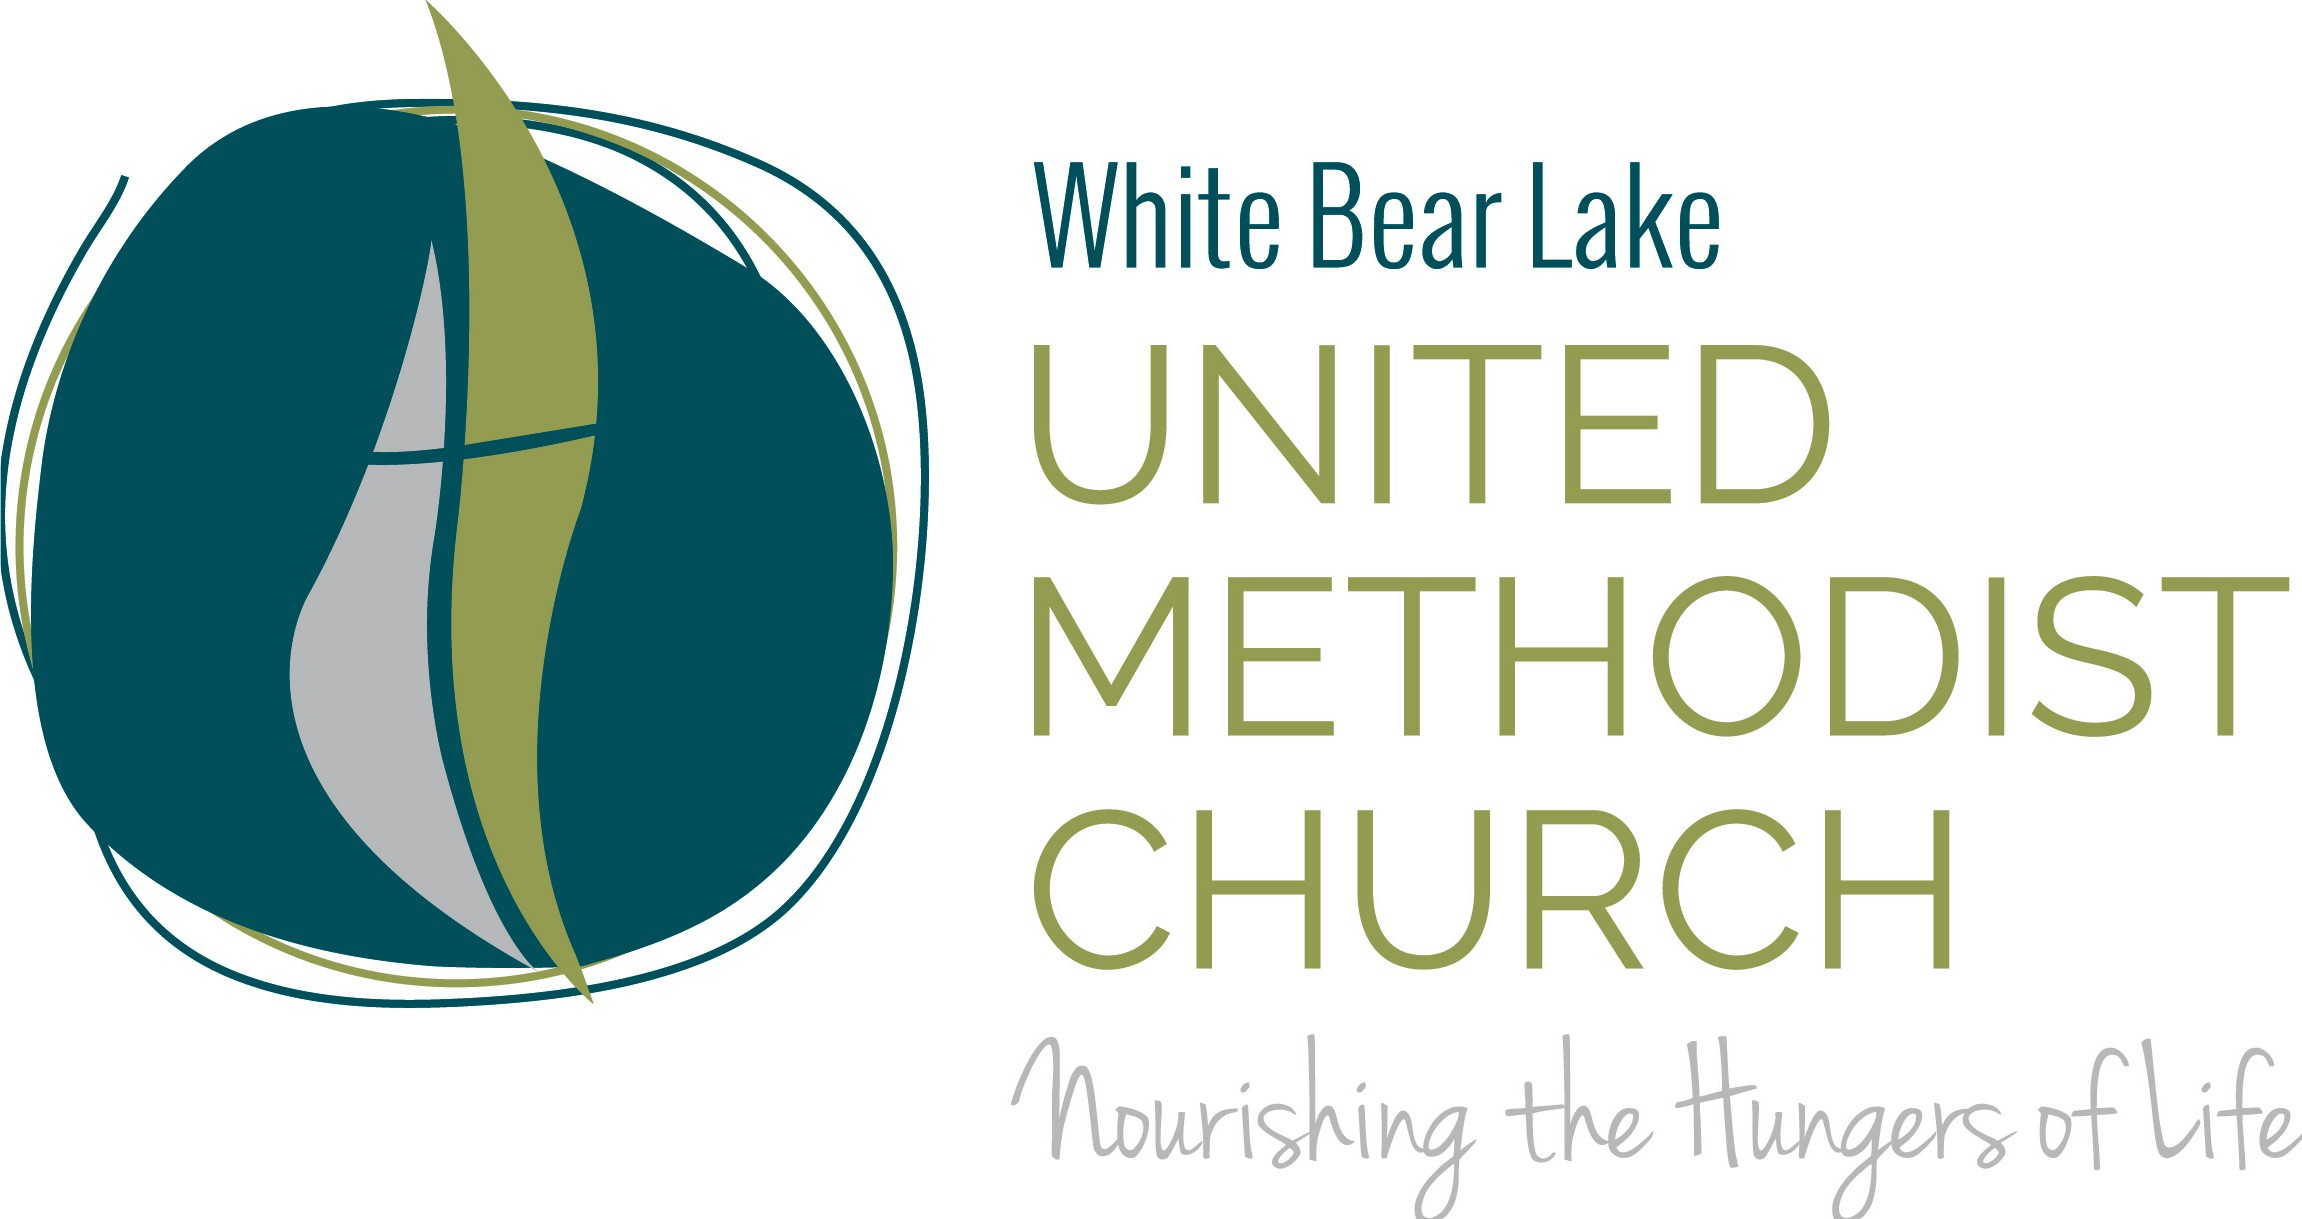 White Bear Lake
UNITED
METHODIST
CHURCH
Nourishing the Hungers of Life